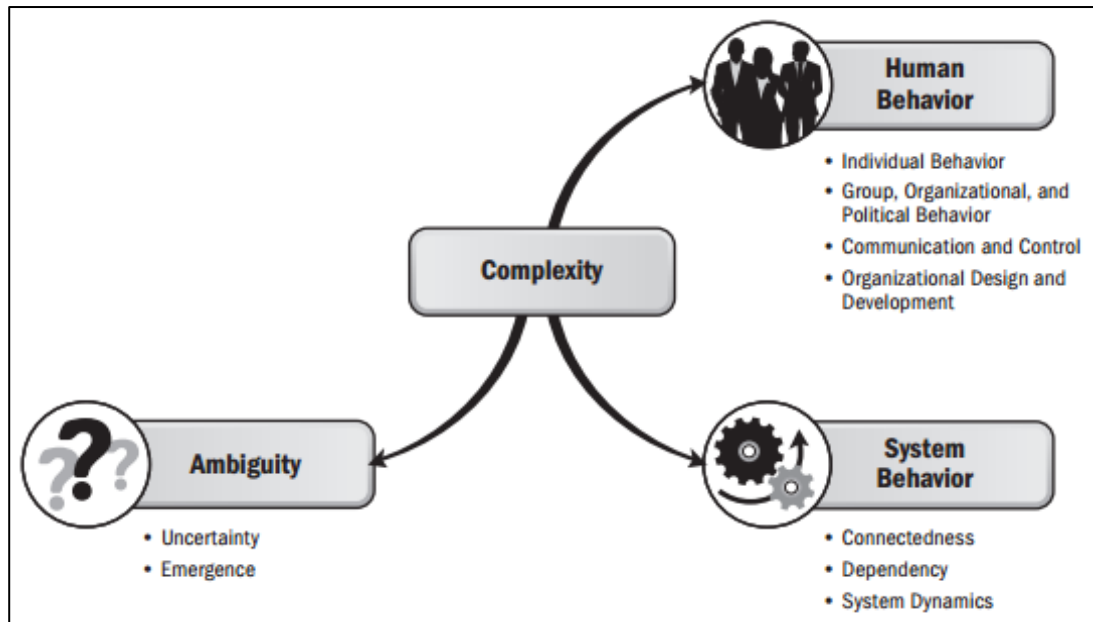 Human
Behavior
• Individual Behavior
• Group, Organizational, and
Political Behavior
• Communication and Control
• Organizational Design and
Development
Complexity
Ambiguity
• Uncertainty
• Emergence
System
Behavior
• Connectedness
• Dependency
• System Dynamics